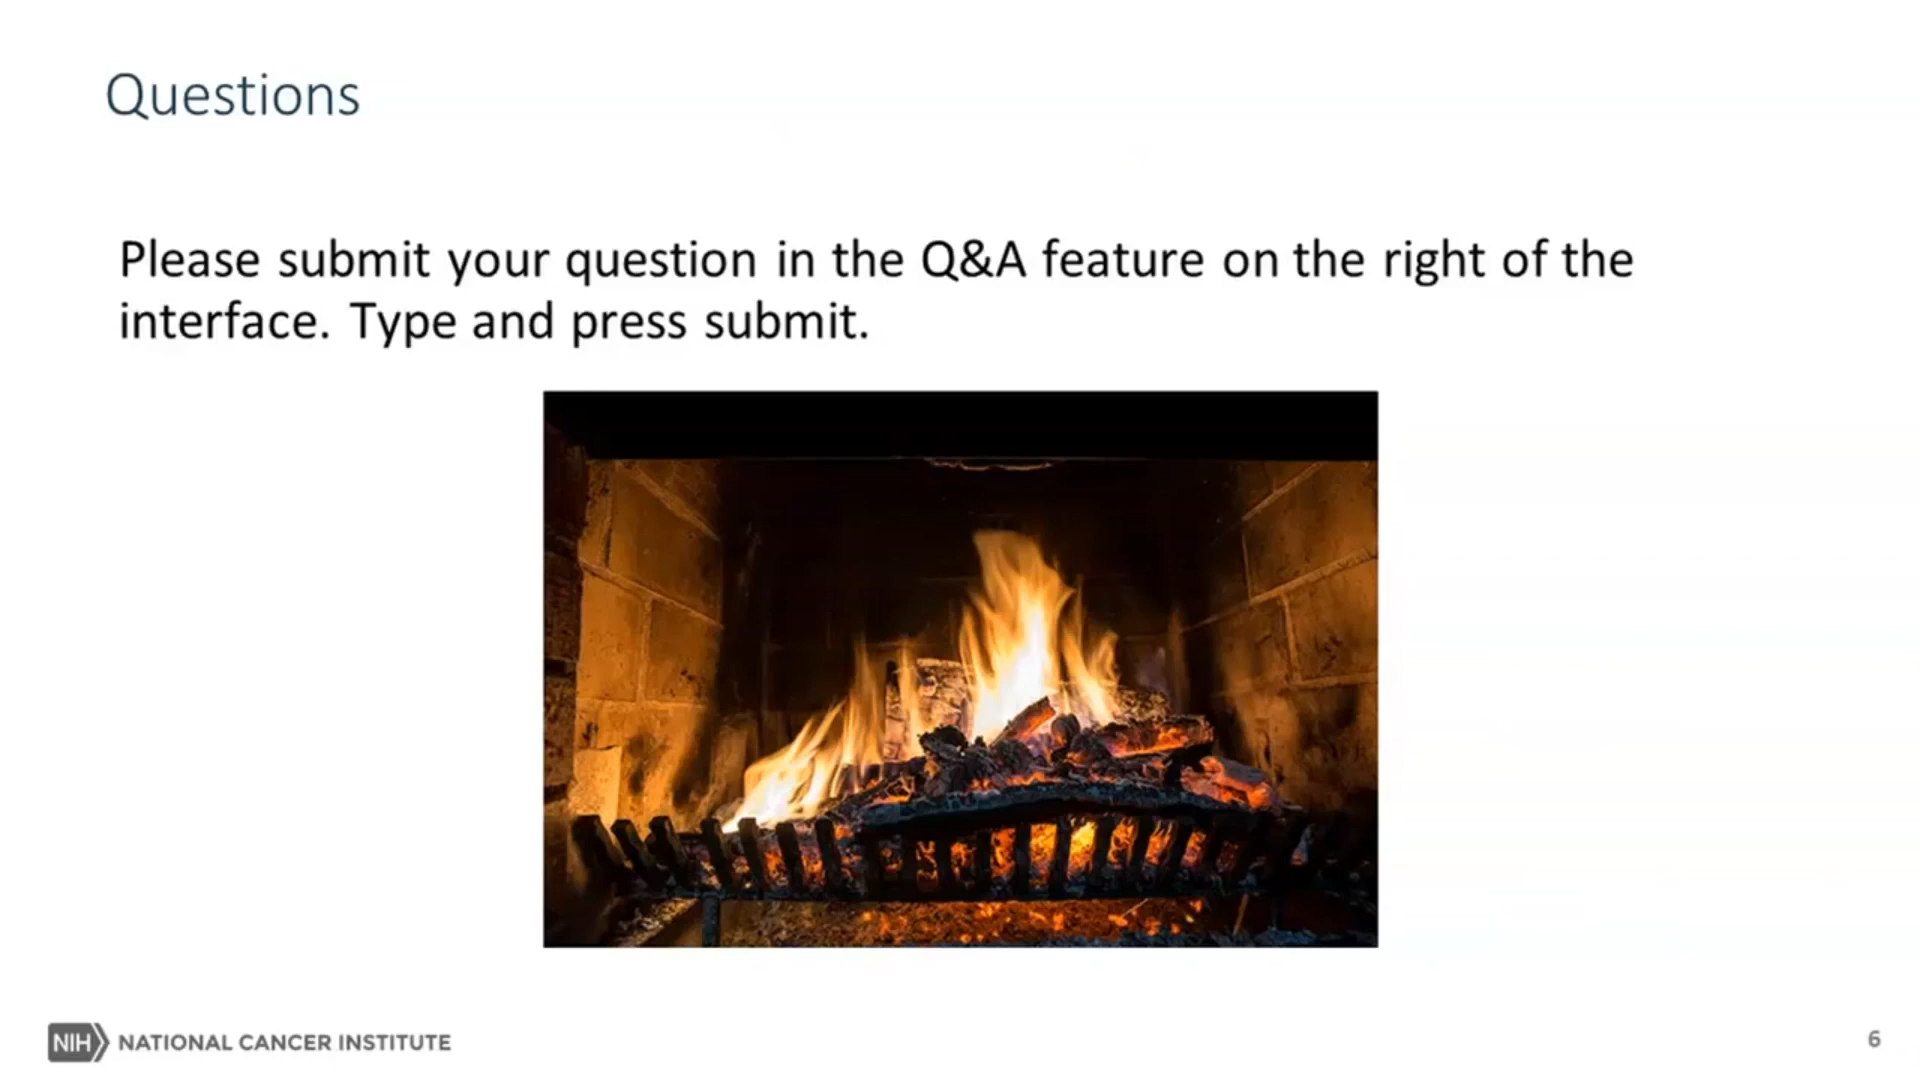 Questions
Please submit your question in the Q&A feature on the right of the
interface. Type and press submit.
NIH NATIONAL CANCER INSTITUTE
6